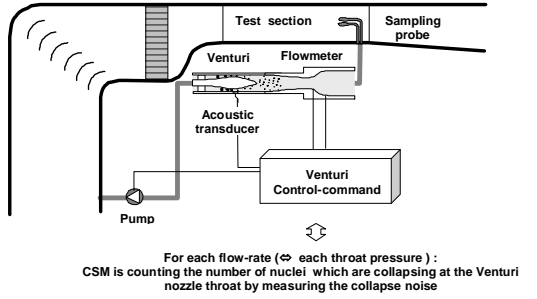 Test section
Sampling
probe
Venturi
Flowmeter
Acoustic
transducer
Venturi
Control-command
Pump
For each flow-rate (⇔ each throat pressure ) :
CSM is counting the number of nuclei which are collapsing at the Venturi
nozzle throat by measuring the collapse noise